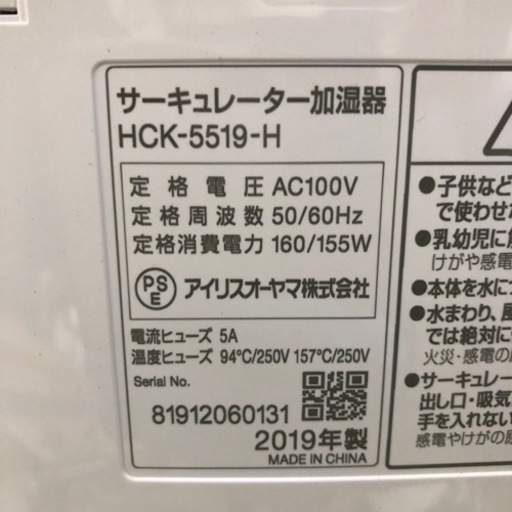 サーキュレーター加湿器
HCK-5519-H
定格電圧 AC100V
定格周波数 50/60Hz
定格消費電力 160/155W
PSE アイリスオーヤマ株式会社
電流ヒューズ 5A
温度ヒューズ 94℃/250V 157℃/250V
Serial No.
81912060131
2019年製
MADE IN CHINA
●子供など
で使わせ
●乳幼児に
けがや感電
●本体を水に
●水まわり、
では絶対に
火災・感電の
●サーキュレー
出し口・吸気
手を入れない
感電やけがの原